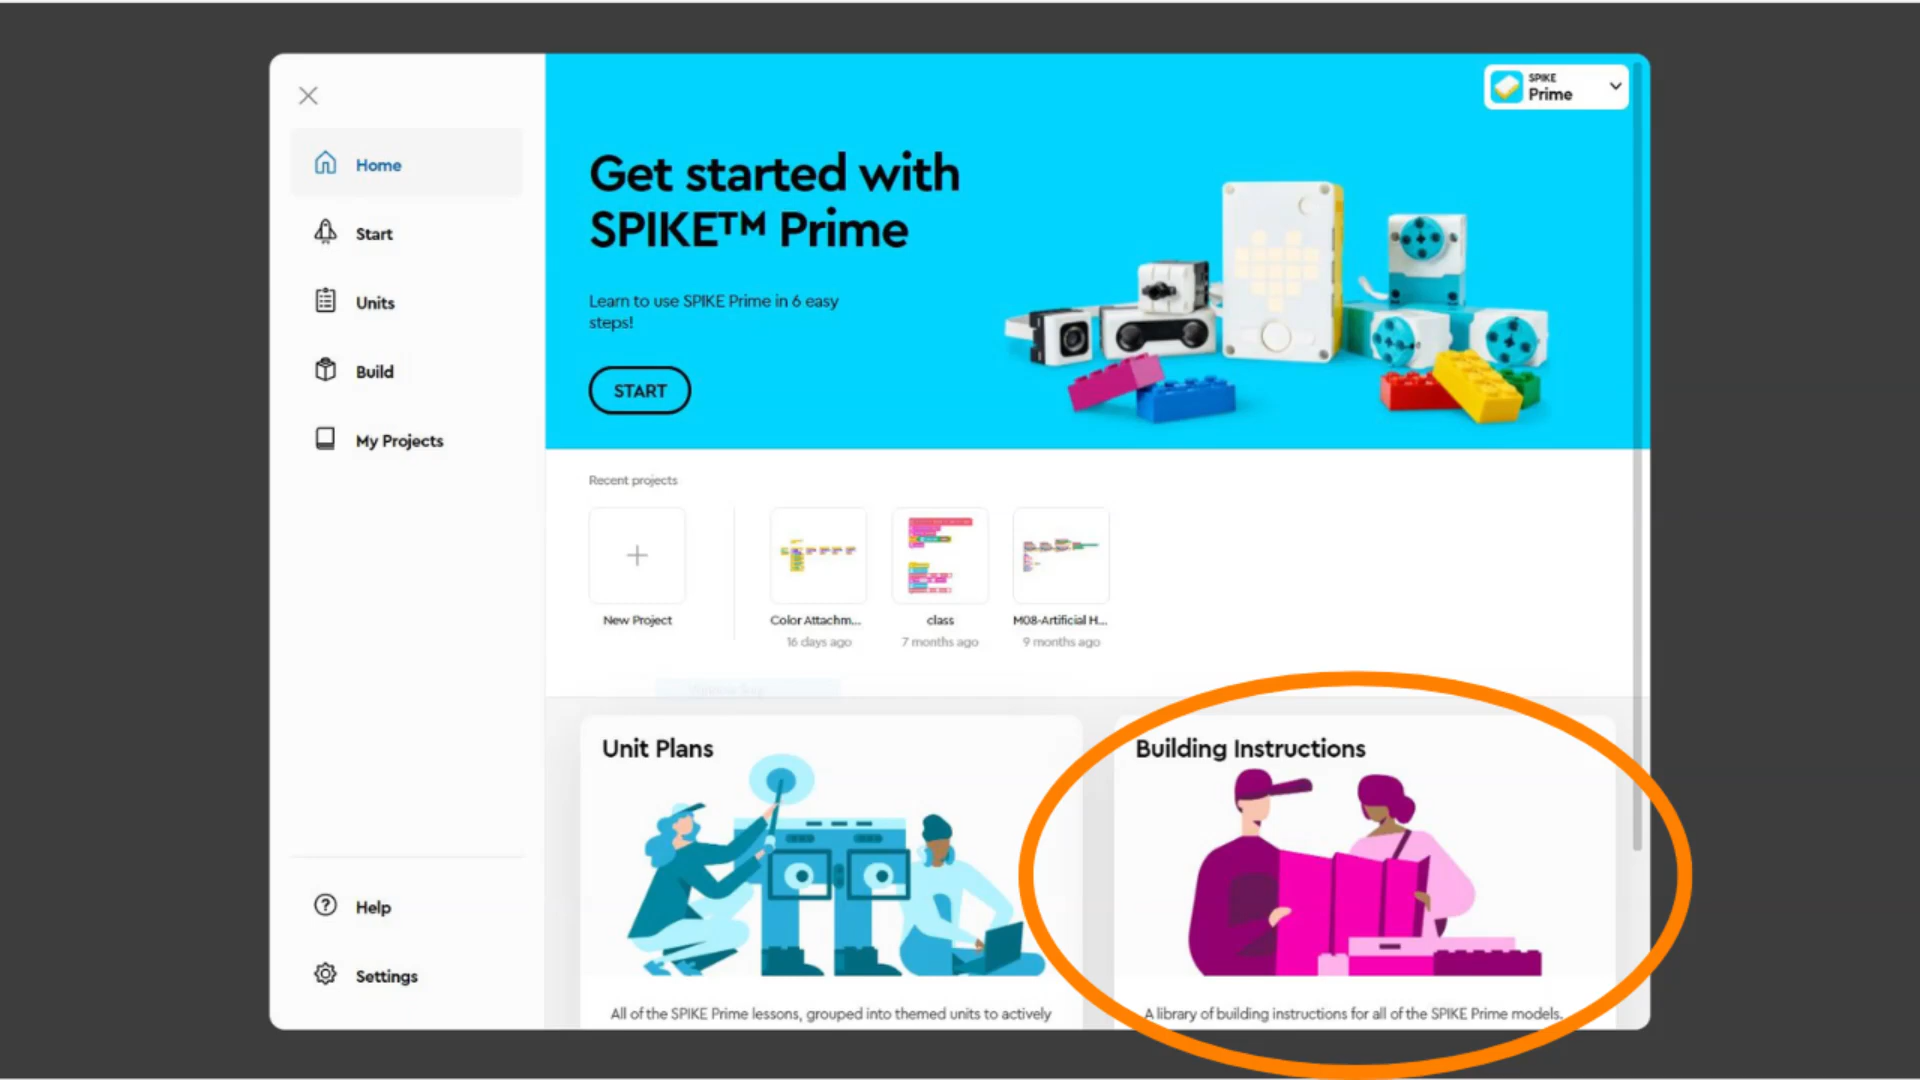 SPIKE
Prime
Home
Start
Units
Build
My Projects
Help
Settings
Get started with
SPIKE™ Prime
Learn to use SPIKE Prime in 6 easy
steps!
START
Recent projects
New Project
Color Attachm...
16 days ago
class
7 months ago
M08-Artificial H...
9 months ago
Unit Plans
All of the SPIKE Prime lessons, grouped into themed units to actively
Building Instructions
A library of building instructions for all of the SPIKE Prime models.